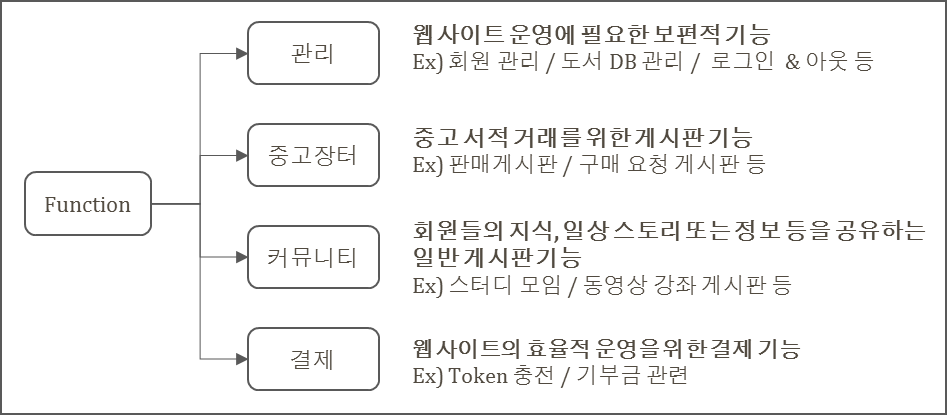 Function
관리
웹 사이트 운영에 필요한 보편적 기능
Ex) 회원 관리 / 도서 DB 관리 / 로그인 & 아웃 등
중고장터
중고 서적 거래를 위한 게시판 기능
Ex) 판매게시판 / 구매 요청 게시판 등
커뮤니티
회원들의 지식, 일상 스토리 또는 정보 등을 공유하는
일반 게시판 기능
Ex) 스터디 모임 / 동영상 강좌 게시판 등
결제
웹 사이트의 효율적 운영을 위한 결제 기능
Ex) Token 충전 / 기부금 관련